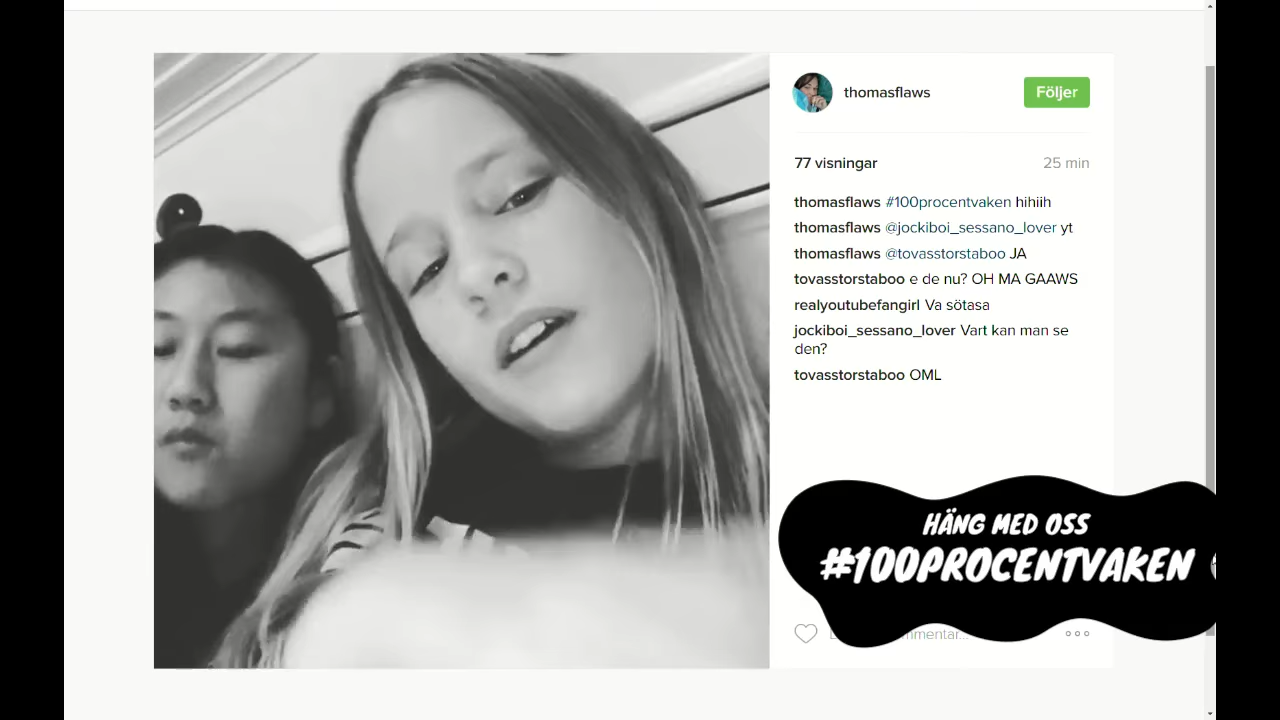 thomasflaws
Följer
77 visningar
25 min
thomasflaws #100procentvaken hihiih
thomasflaws @jockiboi_sessano_lover yt
thomasflaws @tovasstorstaboo JA
tovasstorstaboo e de nu? OH MA GAAWS
realyoutubefangirl Va sötasa
jockiboi_sessano_lover Vart kan man se
den?
tovasstorstaboo OML
HÄNG MED OSS
#100PROCENTVAKEN